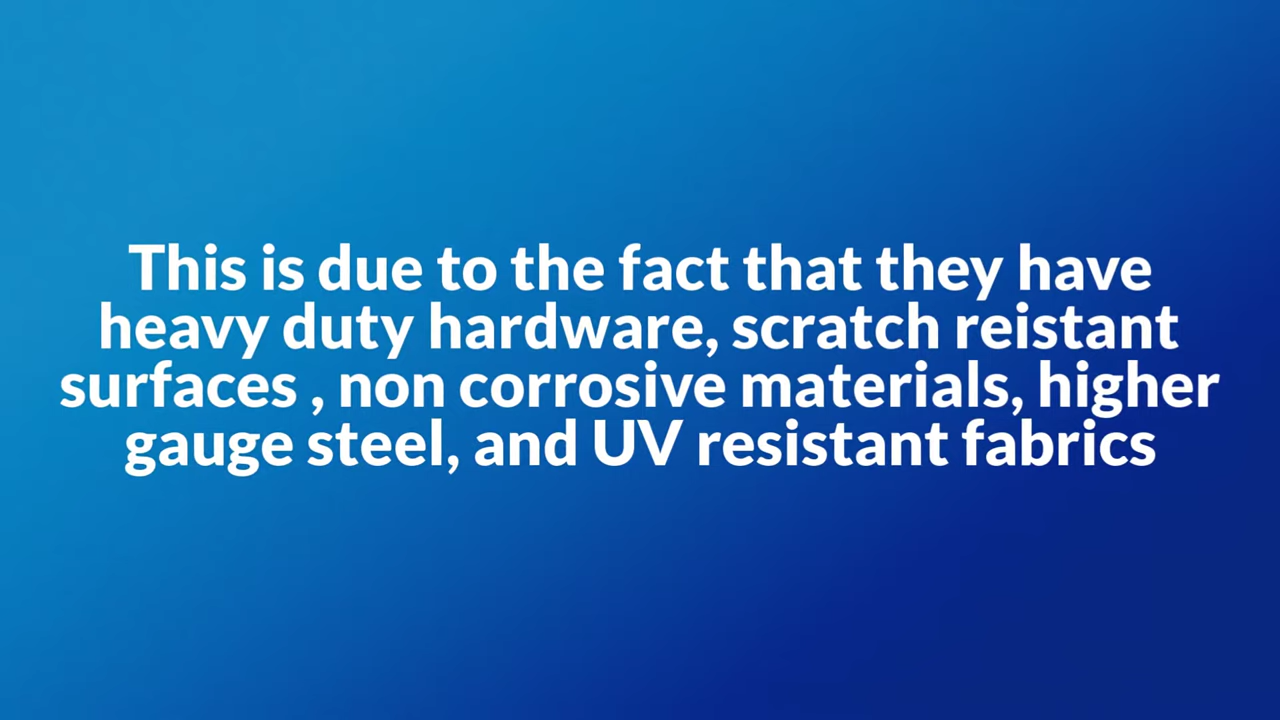 This is due to the fact that they have
heavy duty hardware, scratch reistant
surfaces , non corrosive materials, higher
gauge steel, and UV resistant fabrics